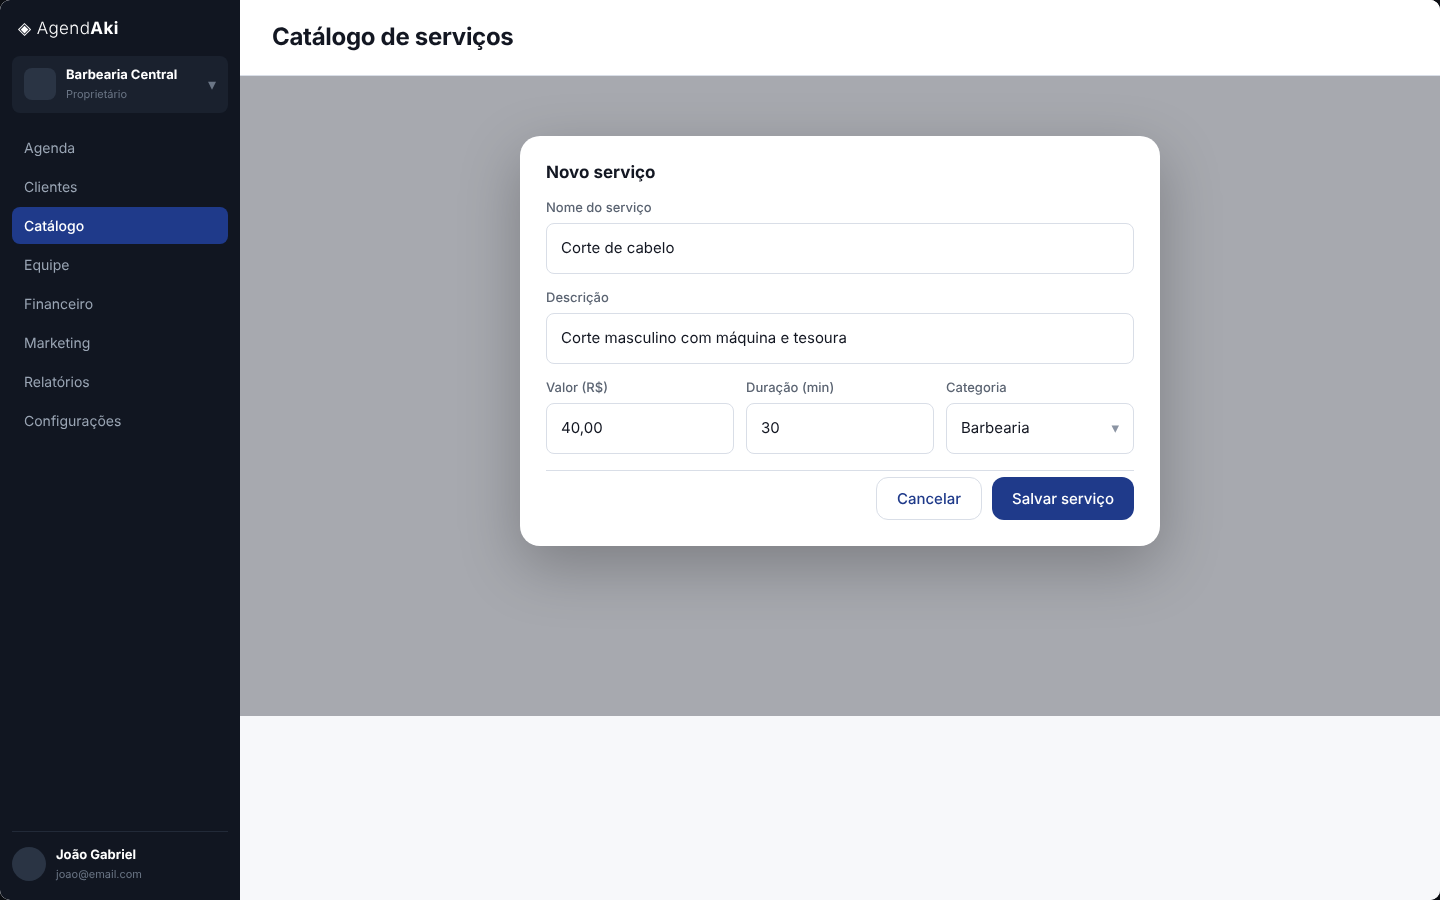 AgendAki
Barbearia Central
Proprietário
Agenda
Clientes
Catálogo
Equipe
Financeiro
Marketing
Relatórios
Configurações
João Gabriel
joao@email.com
Catálogo de serviços
Novo serviço
Nome do serviço
Corte de cabelo
Descrição
Corte masculino com máquina e tesoura
Valor (R$) Duração (min) Categoria
40,00 30 Barbearia
Cancelar Salvar serviço